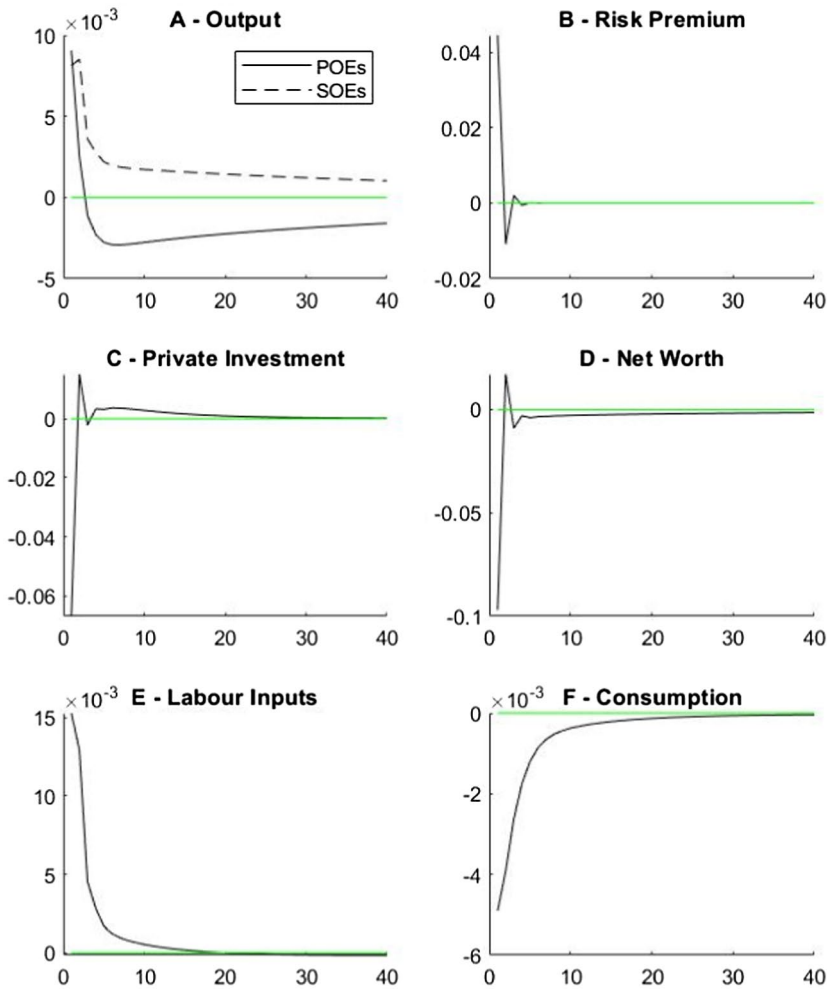 ×10⁻³ A - Output
10
5
0
-5
0 10 20 30 40
POEs
SOEs
B - Risk Premium
0.04
0.02
0
-0.02
0 10 20 30 40
C - Private Investment
0
-0.02
-0.04
-0.06
0 10 20 30 40
D - Net Worth
0
-0.05
-0.1
0 10 20 30 40
×10⁻³ E - Labour Inputs
15
10
5
0
0 10 20 30 40
×10⁻³ F - Consumption
0
-2
-4
-6
0 10 20 30 40